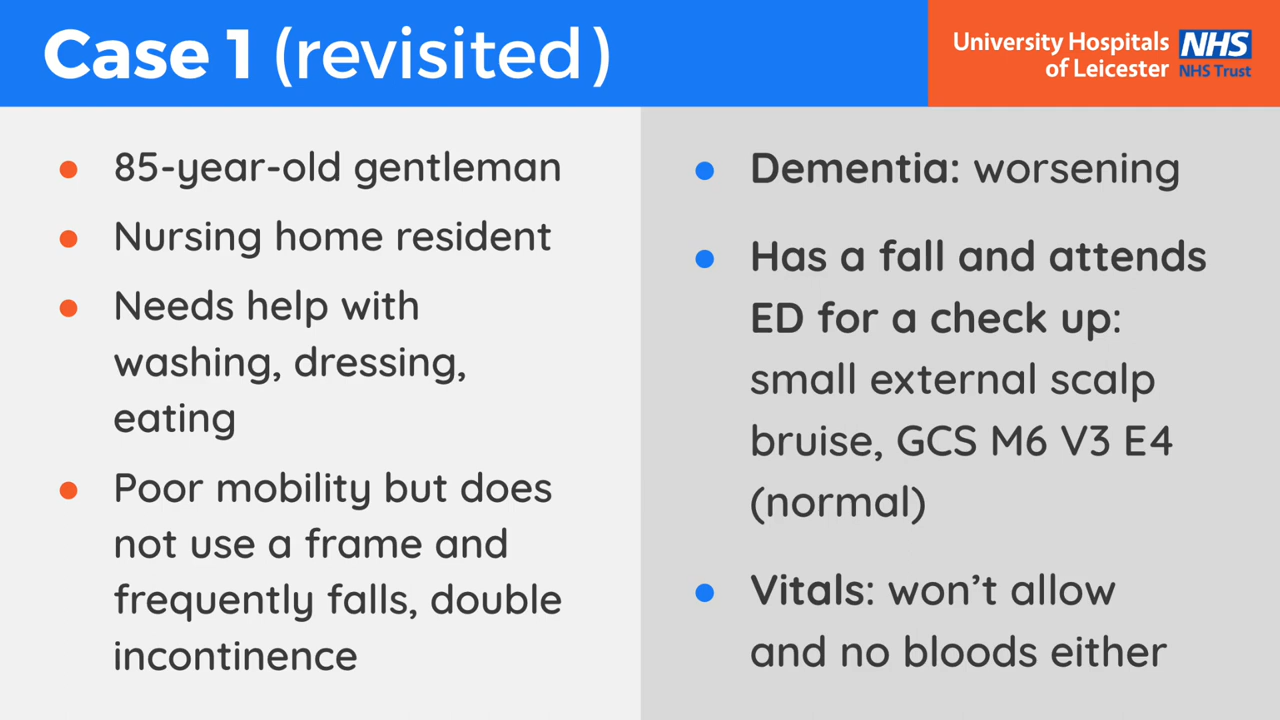 Case 1 (revisited)
University Hospitals
of Leicester
NHS
NHS Trust
● 85-year-old gentleman
● Nursing home resident
● Needs help with
washing, dressing,
eating
● Poor mobility but does
not use a frame and
frequently falls, double
incontinence
● Dementia: worsening
● Has a fall and attends
ED for a check up:
small external scalp
bruise, GCS M6 V3 E4
(normal)
● Vitals: won’t allow
and no bloods either